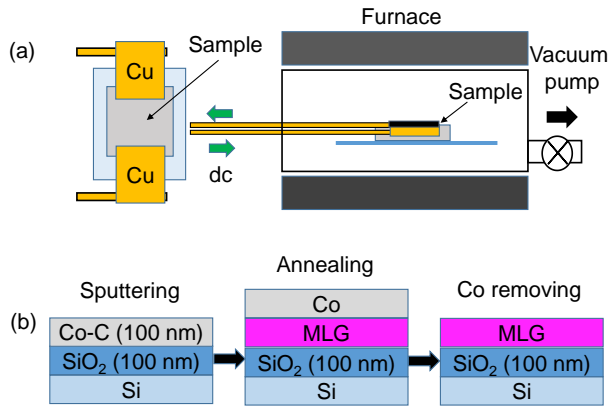 (a)
Cu
Cu
Sample
dc
Furnace
Sample
Vacuum
pump
(b)
Sputtering
Co-C (100 nm)
SiO₂ (100 nm)
Si
Annealing
Co
MLG
SiO₂ (100 nm)
Si
Co removing
MLG
SiO₂ (100 nm)
Si